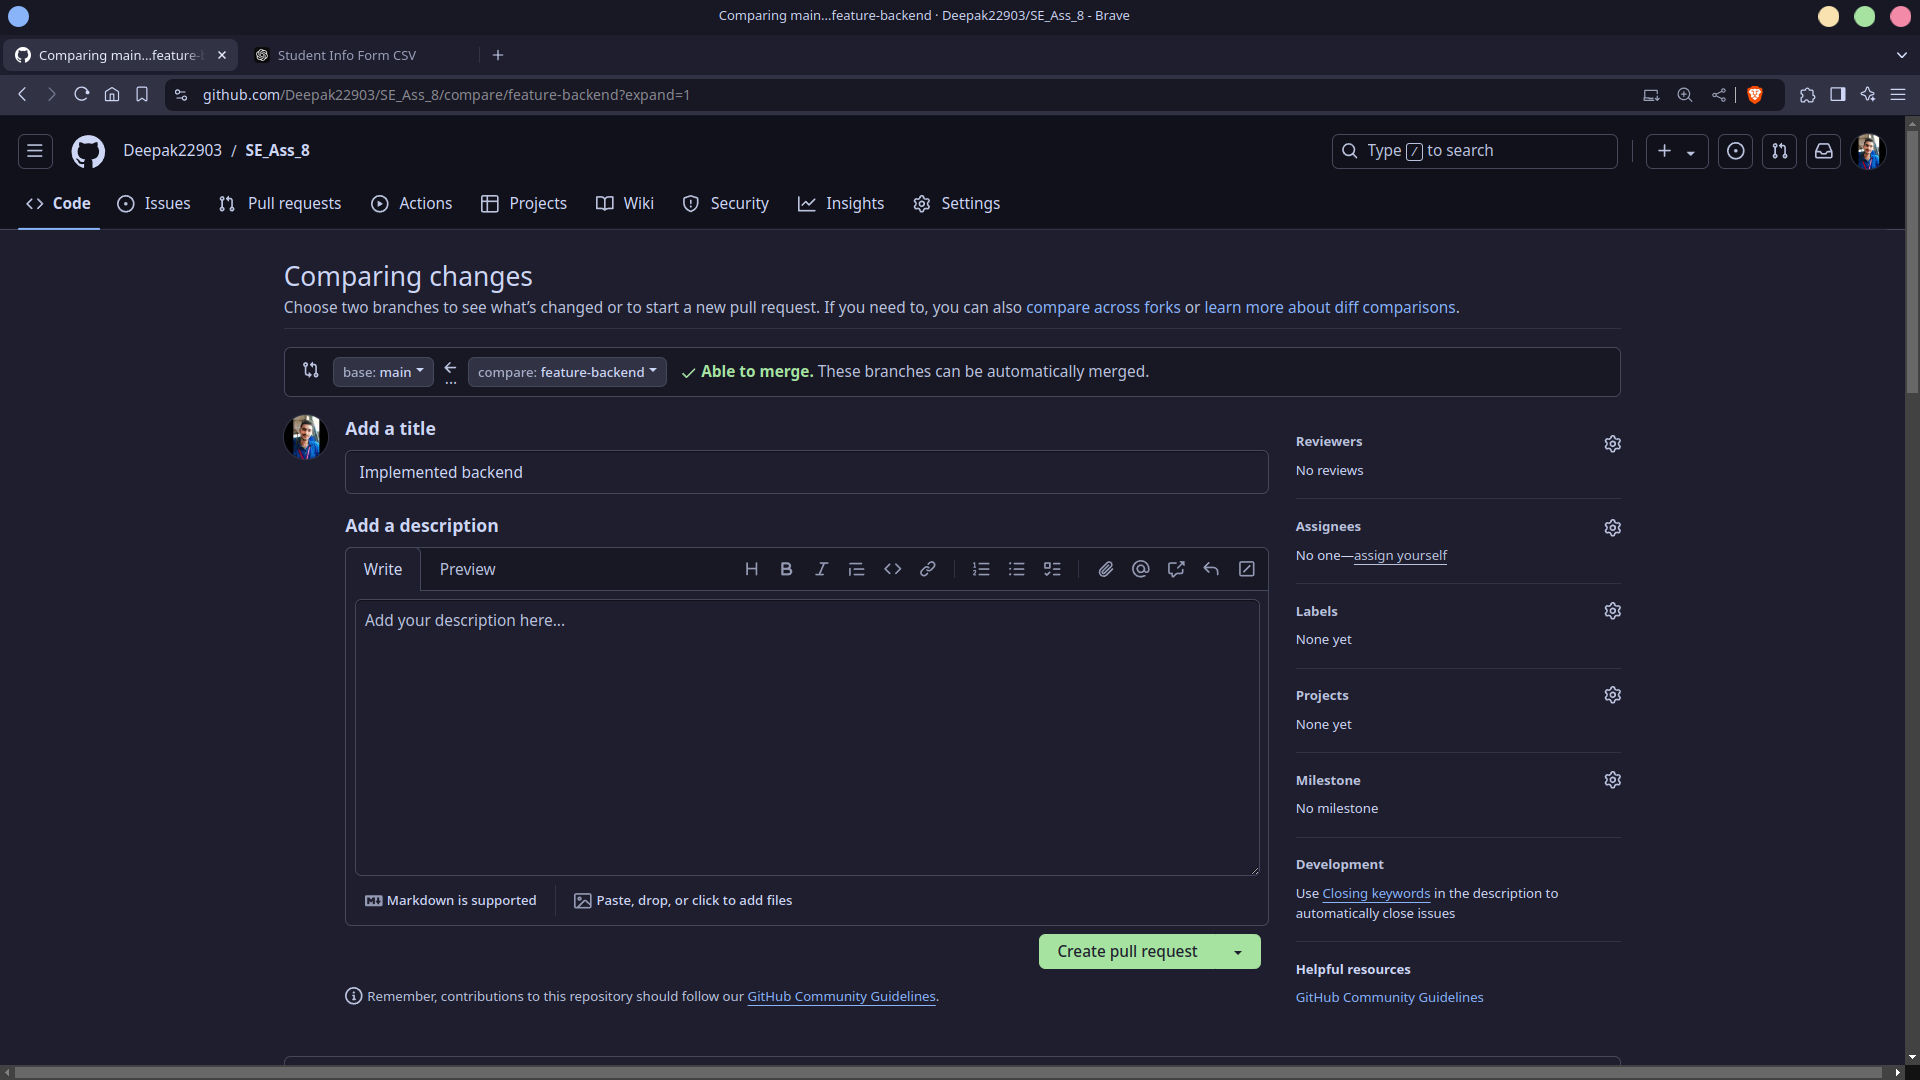 Comparing main...feature-backend · Deepak22903/SE_Ass_8 - Brave
Comparing main...feature-b
Student Info Form CSV
github.com/Deepak22903/SE_Ass_8/compare/feature-backend?expand=1
Deepak22903 / SE_Ass_8
Type / to search
Code Issues Pull requests Actions Projects Wiki Security Insights Settings
Comparing changes
Choose two branches to see what's changed or to start a new pull request. If you need to, you can also compare across forks or learn more about diff comparisons.
base: main ... compare: feature-backend Able to merge. These branches can be automatically merged.
Add a title
Implemented backend
Add a description
Write Preview
Add your description here...
Markdown is supported
Paste, drop, or click to add files
Create pull request
Remember, contributions to this repository should follow our GitHub Community Guidelines.
Reviewers
No reviews
Assignees
No one—assign yourself
Labels
None yet
Projects
None yet
Milestone
No milestone
Development
Use Closing keywords in the description to
automatically close issues
Helpful resources
GitHub Community Guidelines